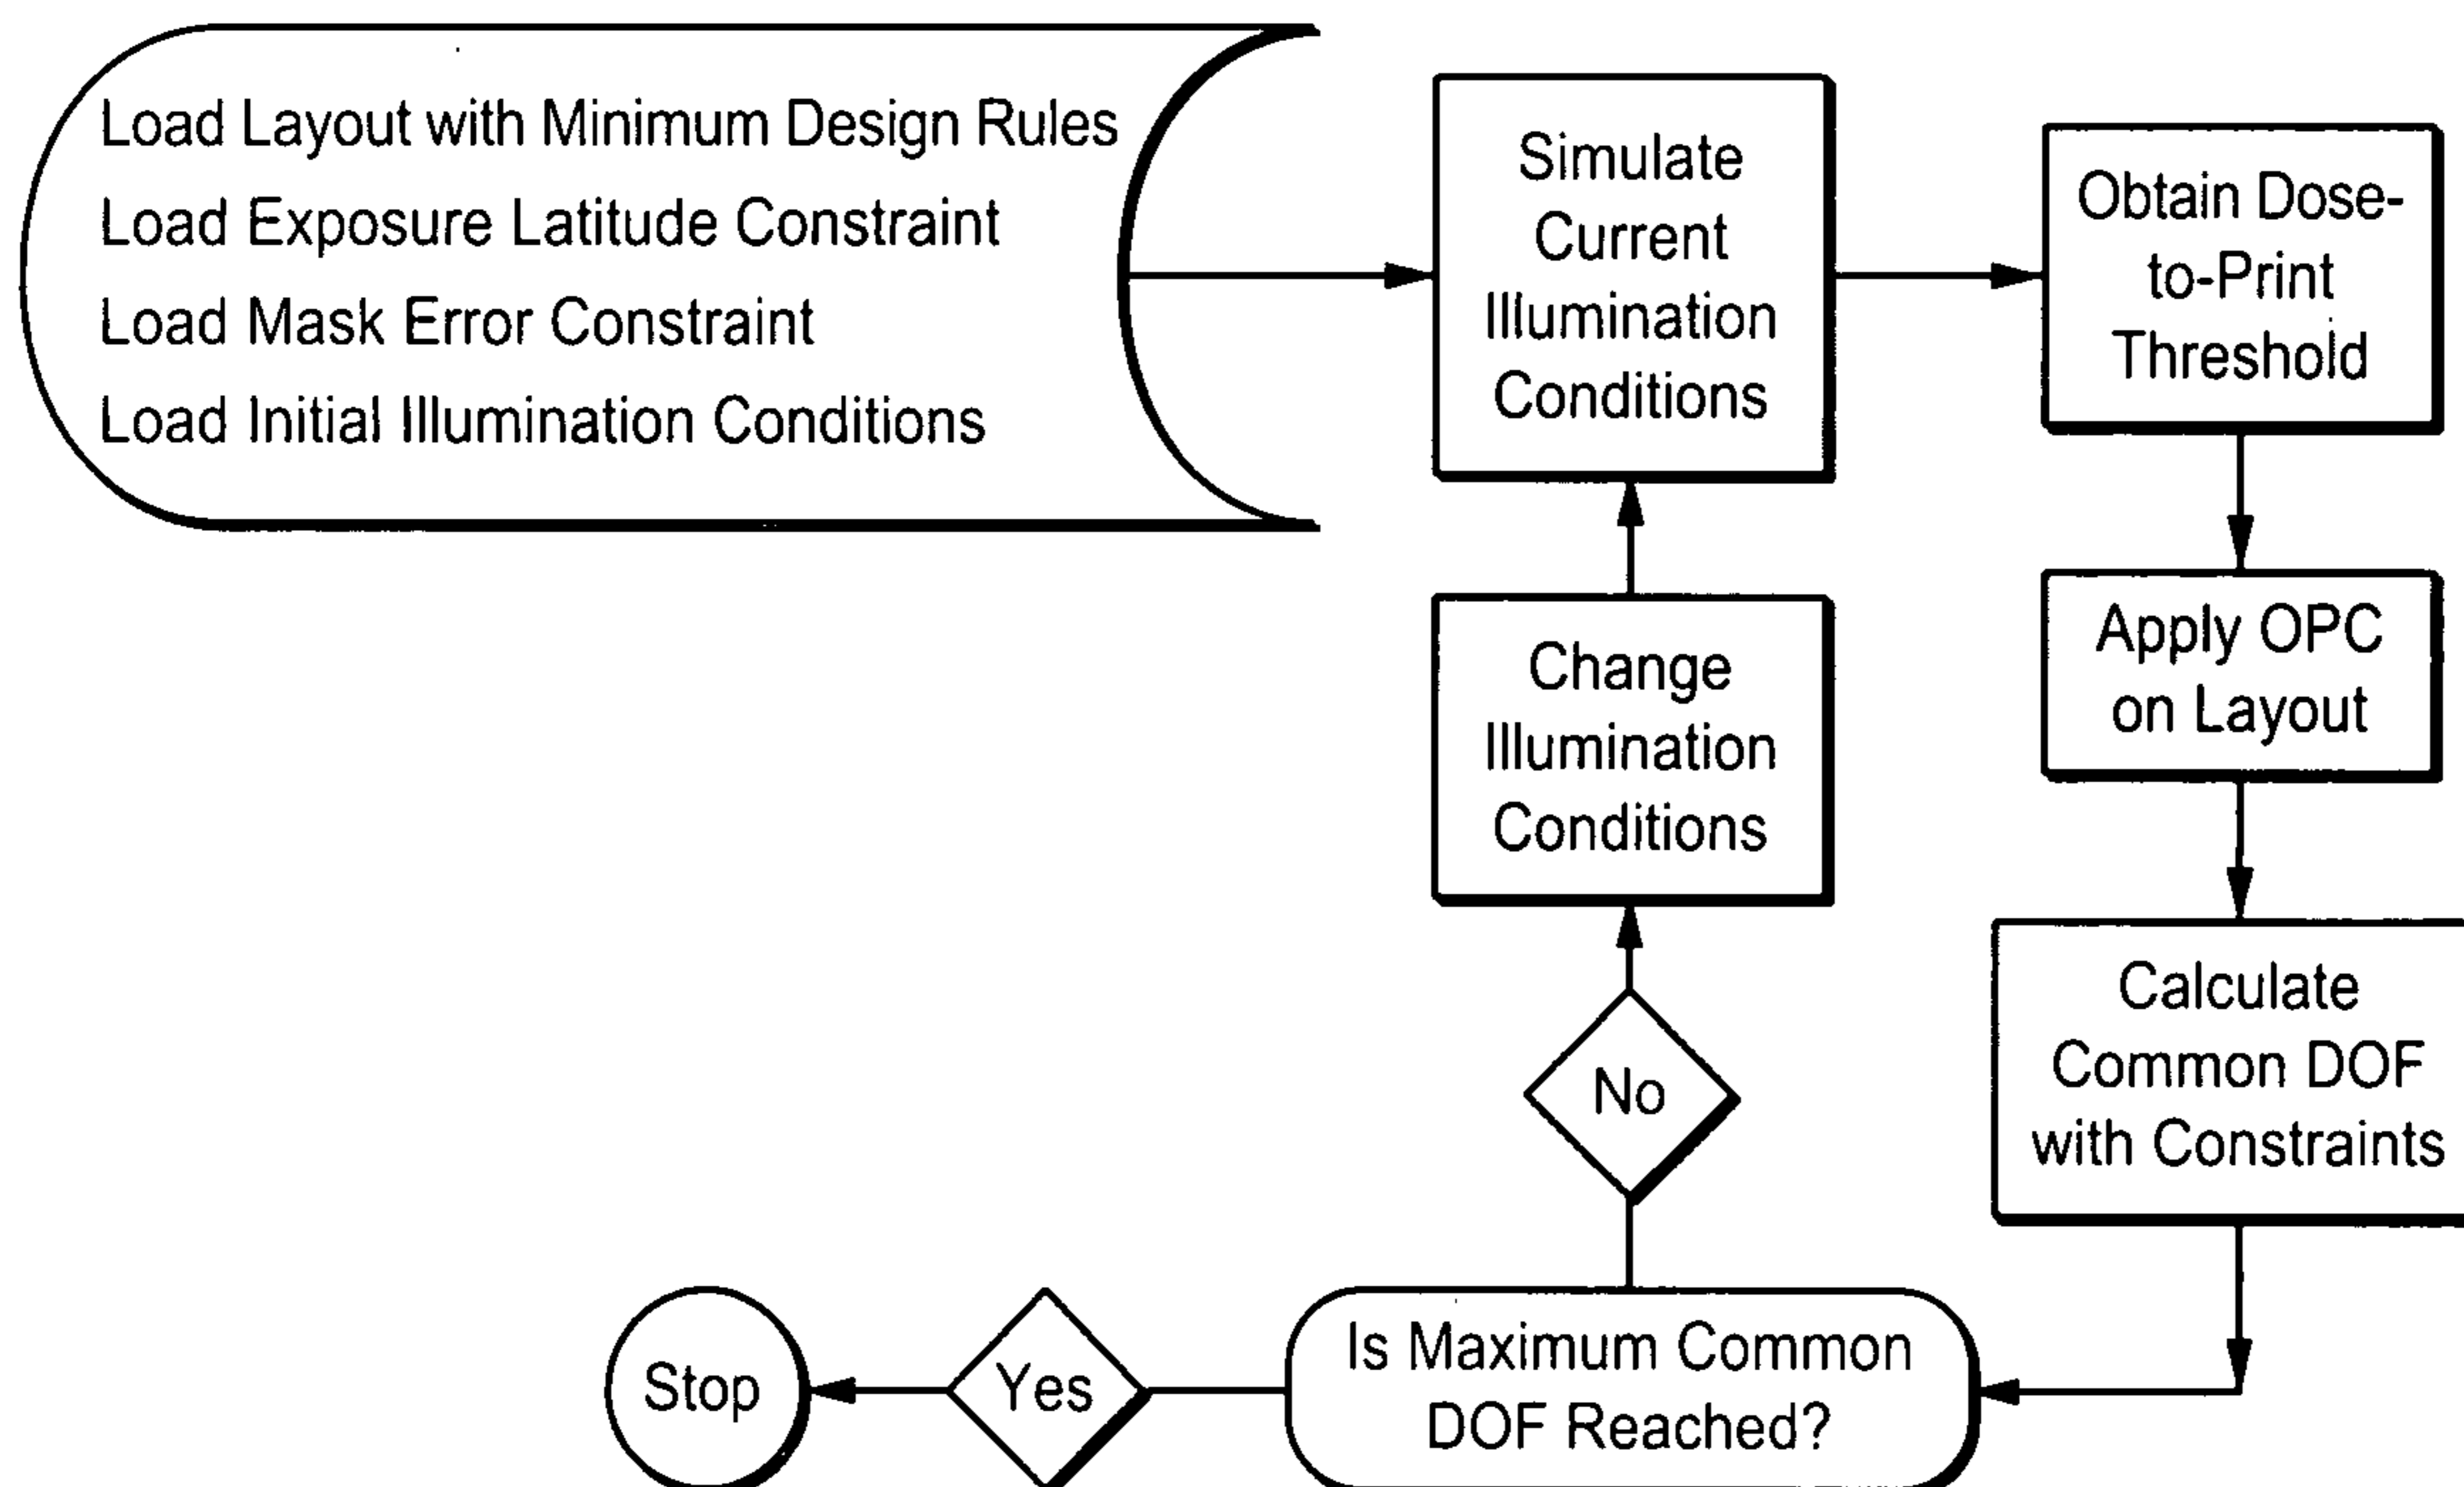 Load Layout with Minimum Design Rules
Load Exposure Latitude Constraint
Load Mask Error Constraint
Load Initial Illumination Conditions
Simulate
Current
Illumination
Conditions
Obtain Dose-
to-Print
Threshold
Apply OPC
on Layout
Calculate
Common DOF
with Constraints
Is Maximum Common
DOF Reached?
No
Change
Illumination
Conditions
Yes
Stop